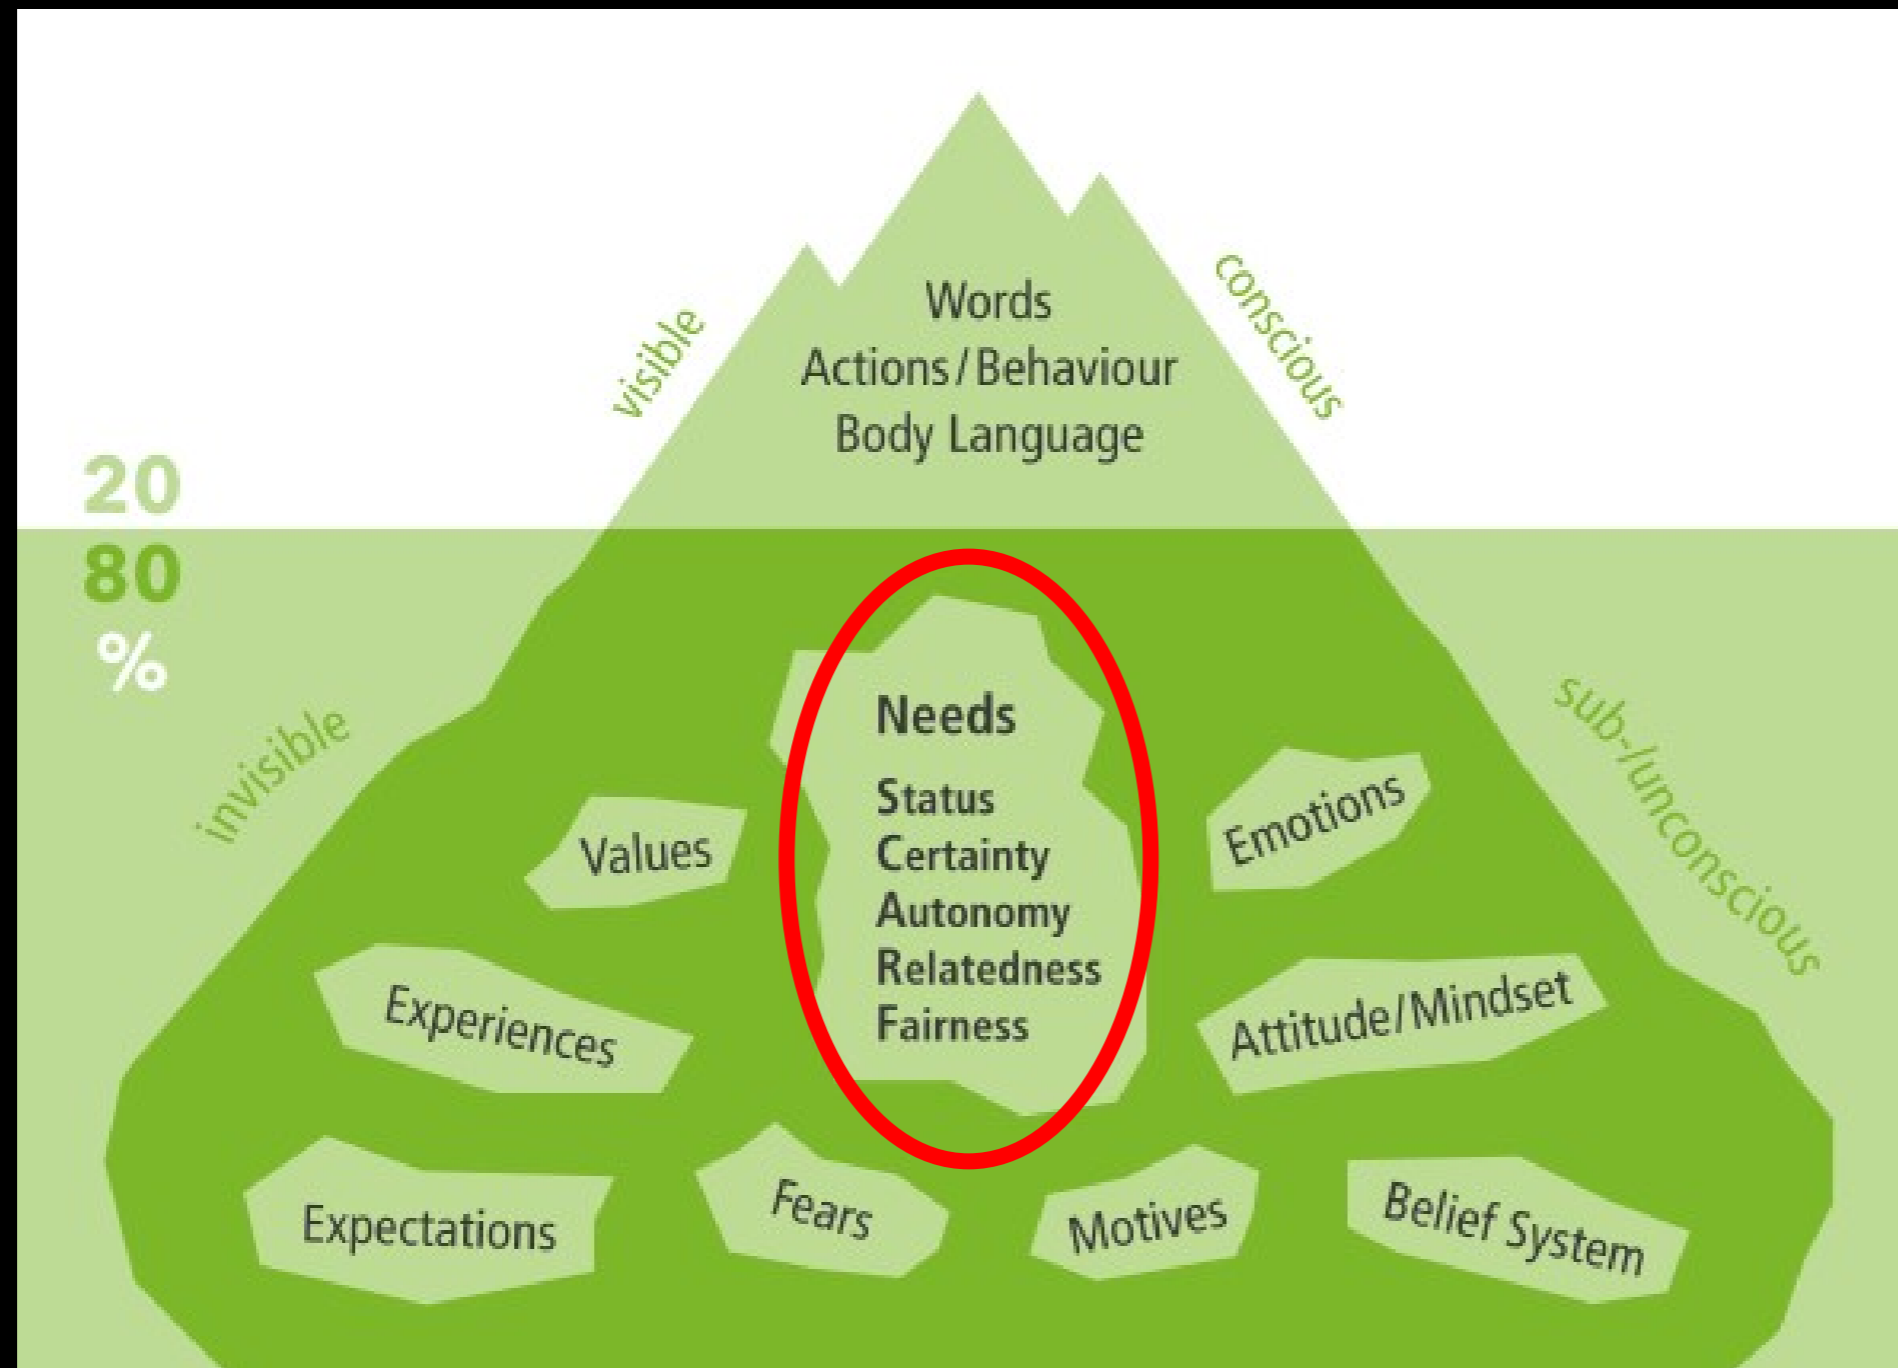 Words
Actions/Behaviour
Body Language
visible
conscious
20
80
%
invisible
sub-/unconscious
Needs
Status
Certainty
Autonomy
Relatedness
Fairness
Values
Emotions
Experiences
Attitude/Mindset
Expectations
Fears
Motives
Belief System